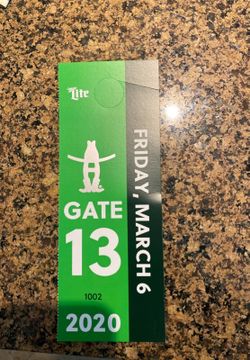 Lite
GATE
13
1002
2020
FRIDAY, MARCH 6